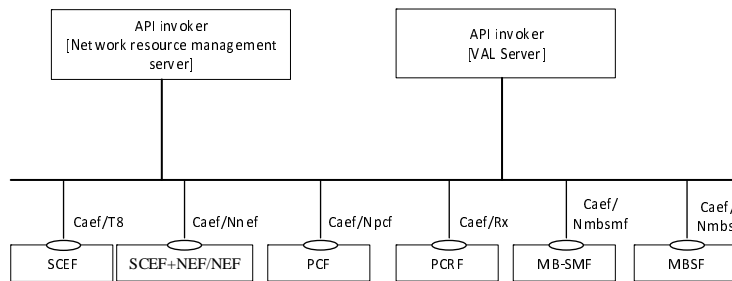 API invoker
[Network resource management
server]
API invoker
[VAL Server]
Caef/T8
Caef/Nnef
Caef/Npcf
Caef/Rx
Caef/
Nmbsmf
Caef/
SCEF
SCEF+NEF/NEF
PCF
PCRF
MB-SMF
MBSF